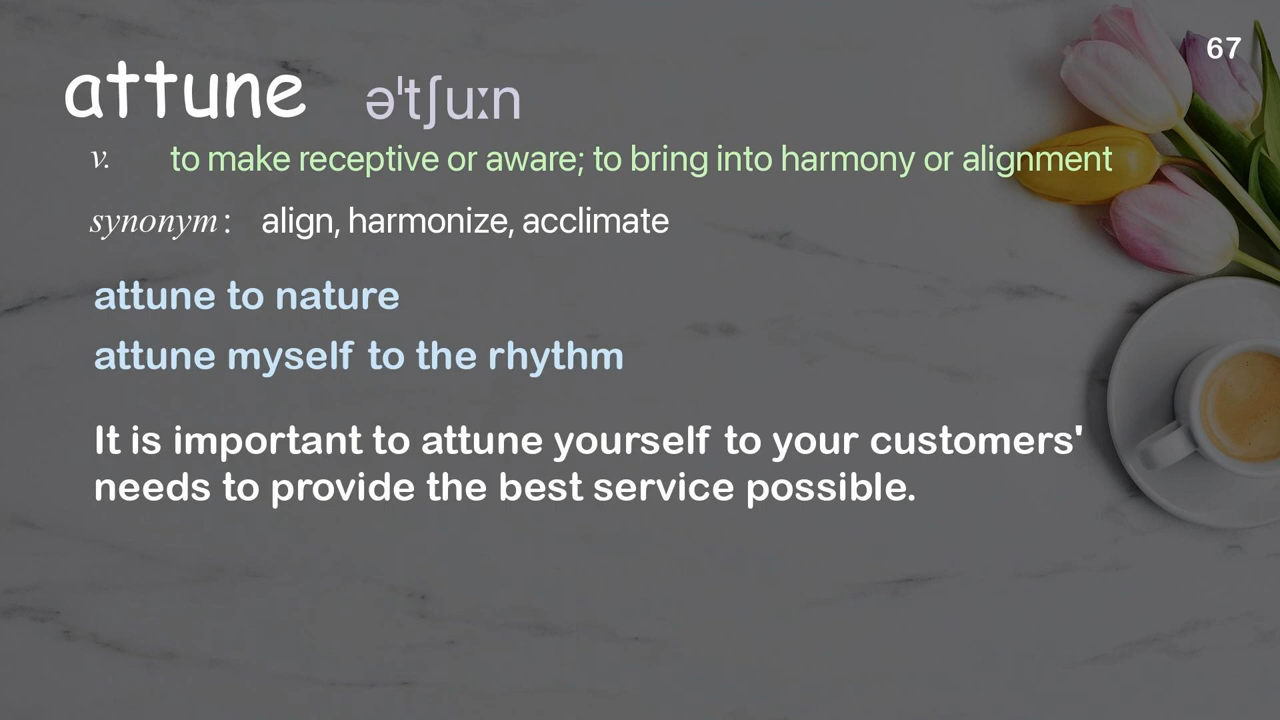 67
attune əˈtʃuːn
v. to make receptive or aware; to bring into harmony or alignment
synonym: align, harmonize, acclimate
attune to nature
attune myself to the rhythm
It is important to attune yourself to your customers'
needs to provide the best service possible.